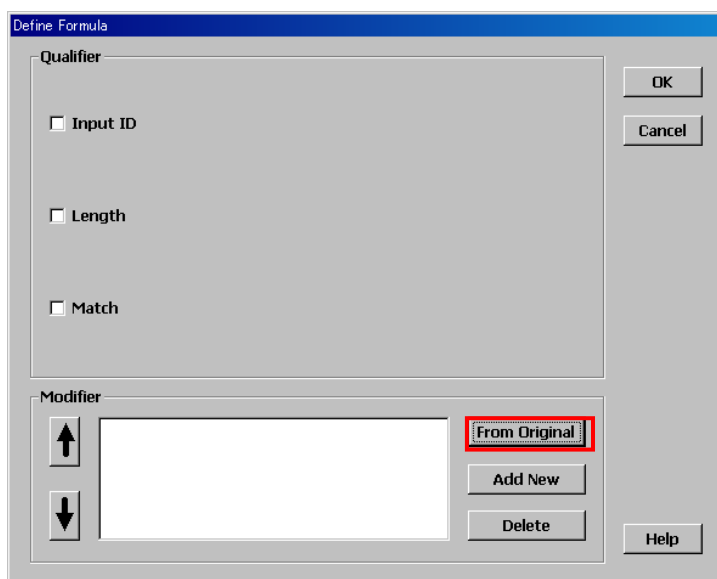 Define Formula
Qualifier
OK
Input ID
Cancel
Length
Match
Modifier
From Original
Add New
Delete
Help